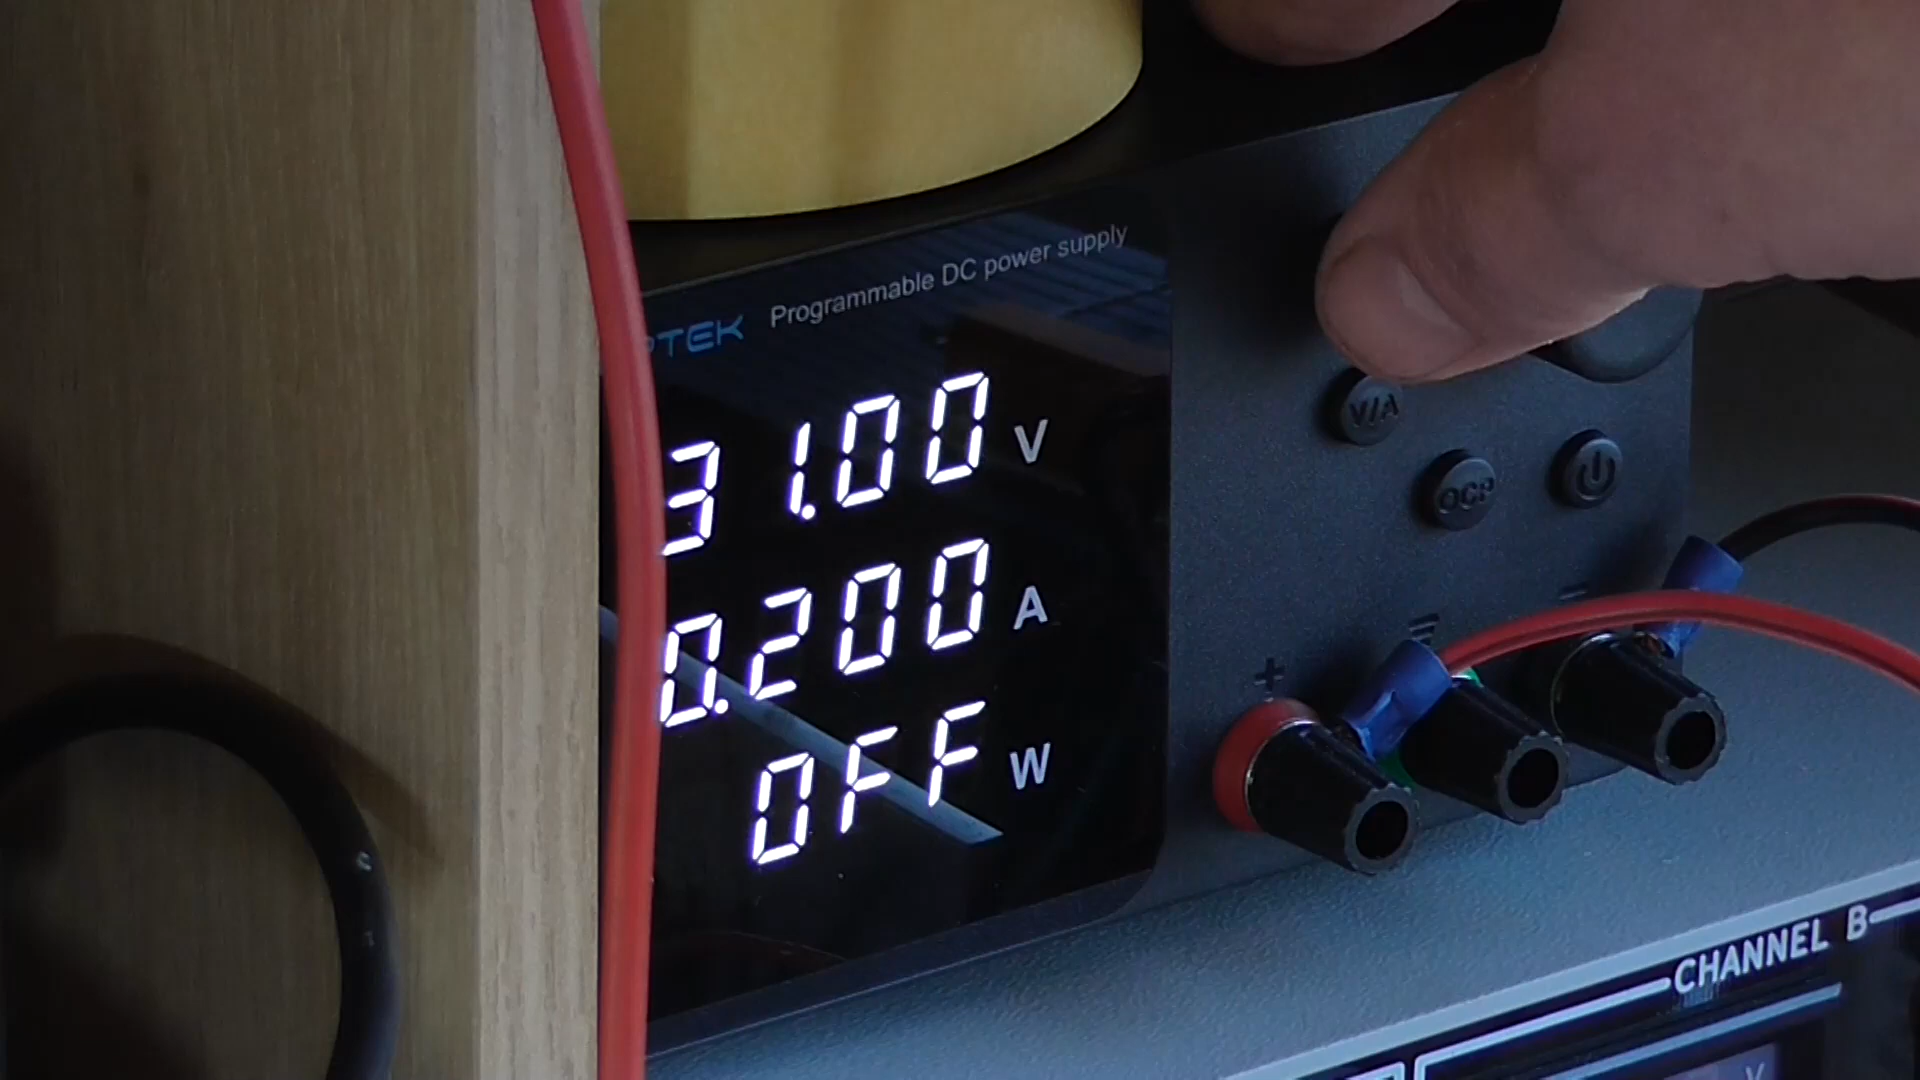 PTEK Programmable DC power supply
31.00 V
0.200 A
OFF W
V/A
OCP
+
−
CHANNEL B
V